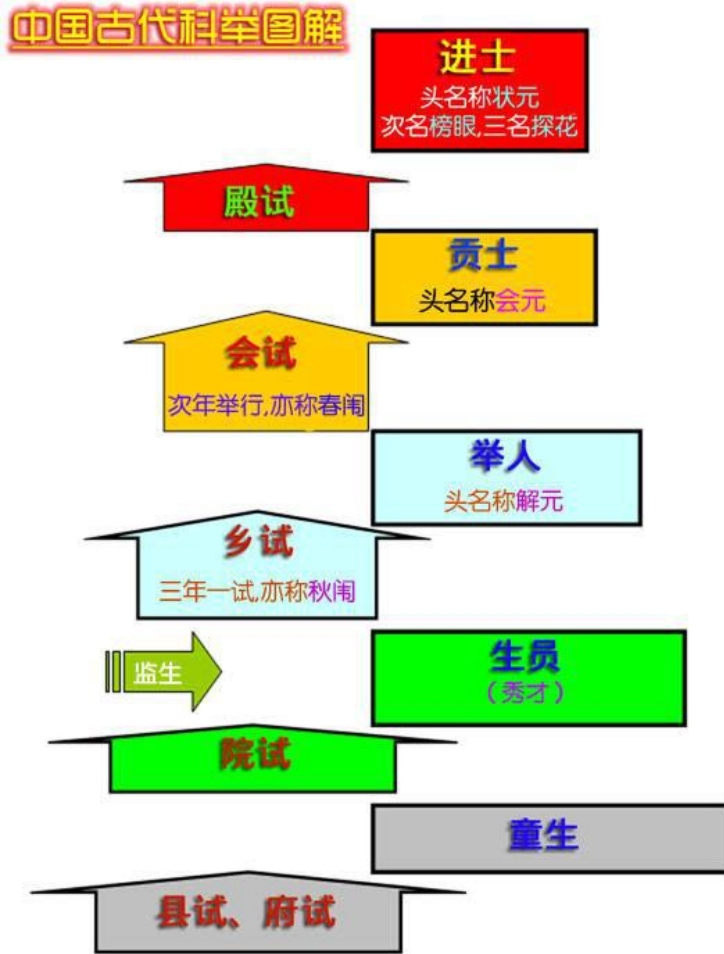 中国古代科举图解
进士
头名称状元
次名榜眼,三名探花
殿试
贡士
头名称会元
会试
次年举行,亦称春闱
举人
头名称解元
乡试
三年一试,亦称秋闱
监生
生员
（秀才）
院试
童生
县试、府试